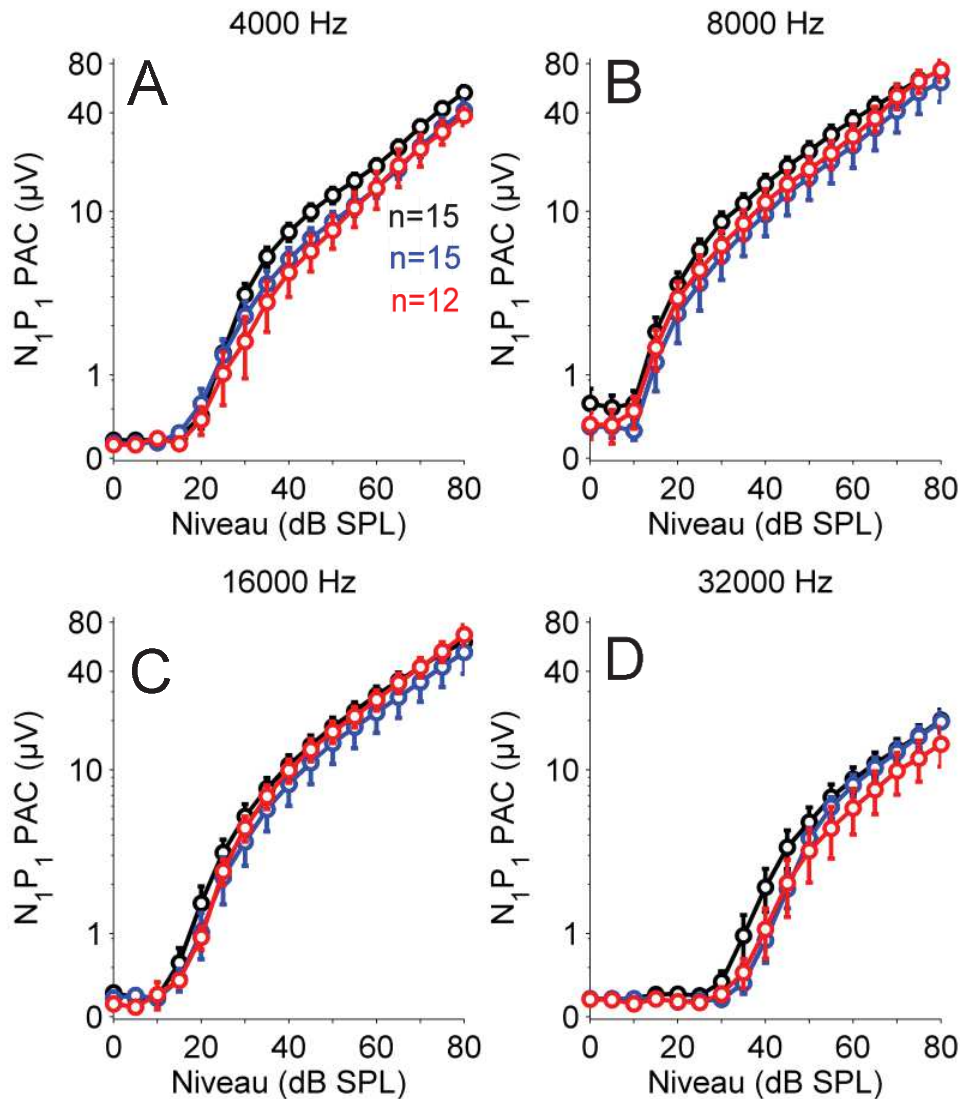 4000 Hz
A
80
40
10
1
0
N₁P₁ PAC (µV)
n=15
n=15
n=12
0 20 40 60 80
Niveau (dB SPL)
8000 Hz
B
80
40
10
1
0
N₁P₁ PAC (µV)
0 20 40 60 80
Niveau (dB SPL)
16000 Hz
C
80
40
10
1
0
N₁P₁ PAC (µV)
0 20 40 60 80
Niveau (dB SPL)
32000 Hz
D
80
40
10
1
0
N₁P₁ PAC (µV)
0 20 40 60 80
Niveau (dB SPL)